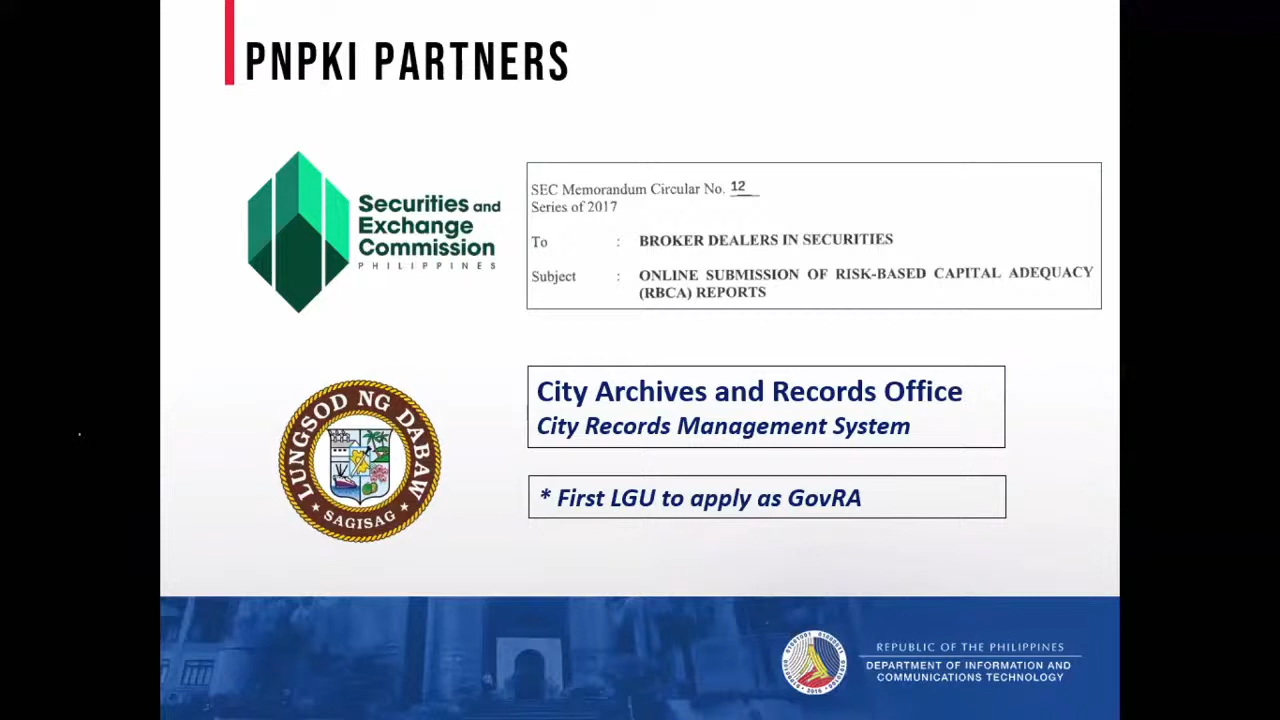 PNPKI PARTNERS
Securities and
Exchange
Commission
PHILIPPINES
SEC Memorandum Circular No. 12
Series of 2017
To : BROKER DEALERS IN SECURITIES
Subject : ONLINE SUBMISSION OF RISK-BASED CAPITAL ADEQUACY
(RBCA) REPORTS
LUNGSOD NG DABAW
SAGISAG
City Archives and Records Office
City Records Management System
* First LGU to apply as GovRA
REPUBLIC OF THE PHILIPPINES
DEPARTMENT OF INFORMATION AND
COMMUNICATIONS TECHNOLOGY
2016